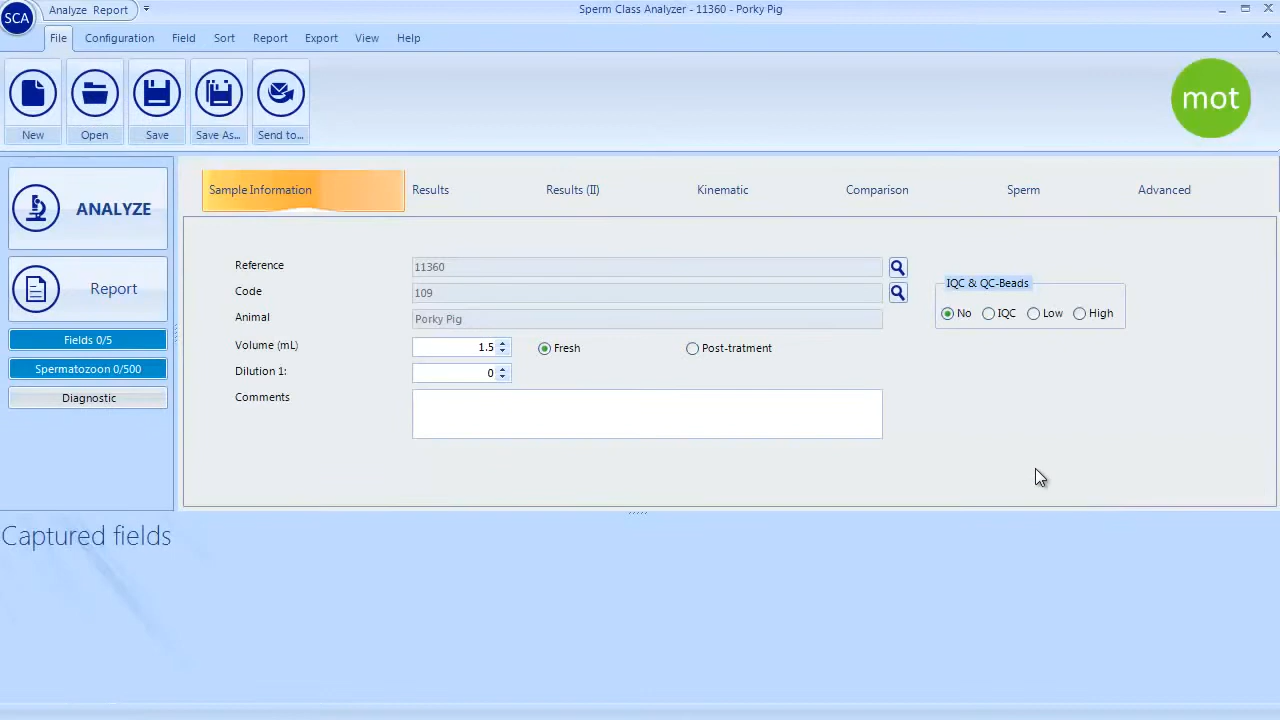 SCA
Analyze Report
Sperm Class Analyzer - 11360 - Porky Pig
File Configuration Field Sort Report Export View Help
New Open Save Save As... Send to...
mot
ANALYZE
Report
Fields 0/5
Spermatozoon 0/500
Diagnostic
Sample Information Results Results (II) Kinematic Comparison Sperm Advanced
Reference 11360
Code 109
Animal Porky Pig
Volume (mL) 1.5 Fresh Post-tratment
Dilution 1: 0
Comments
IQC & QC-Beads
No IQC Low High
Captured fields